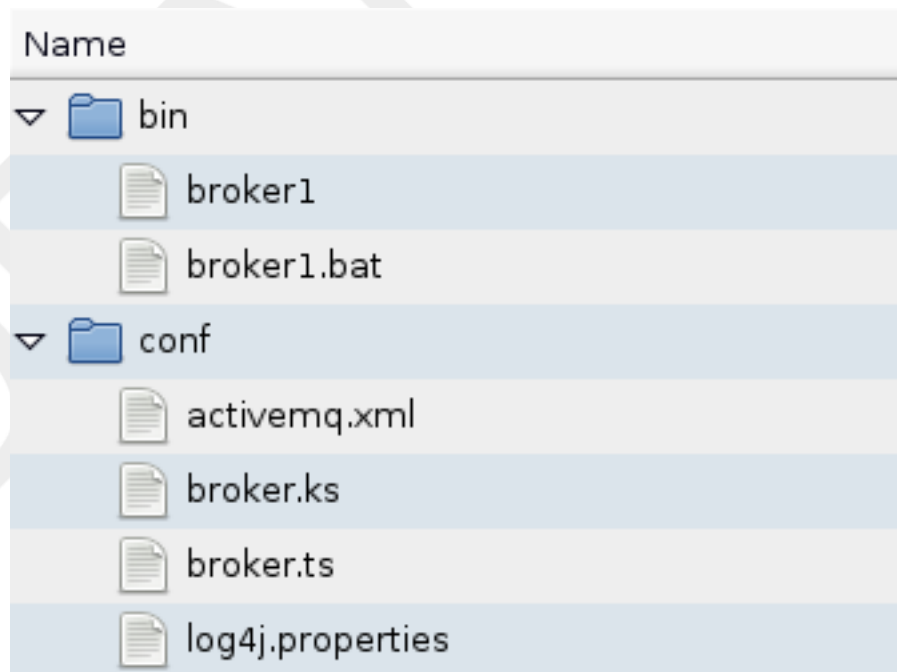 Name
bin
broker1
broker1.bat
conf
activemq.xml
broker.ks
broker.ts
log4j.properties